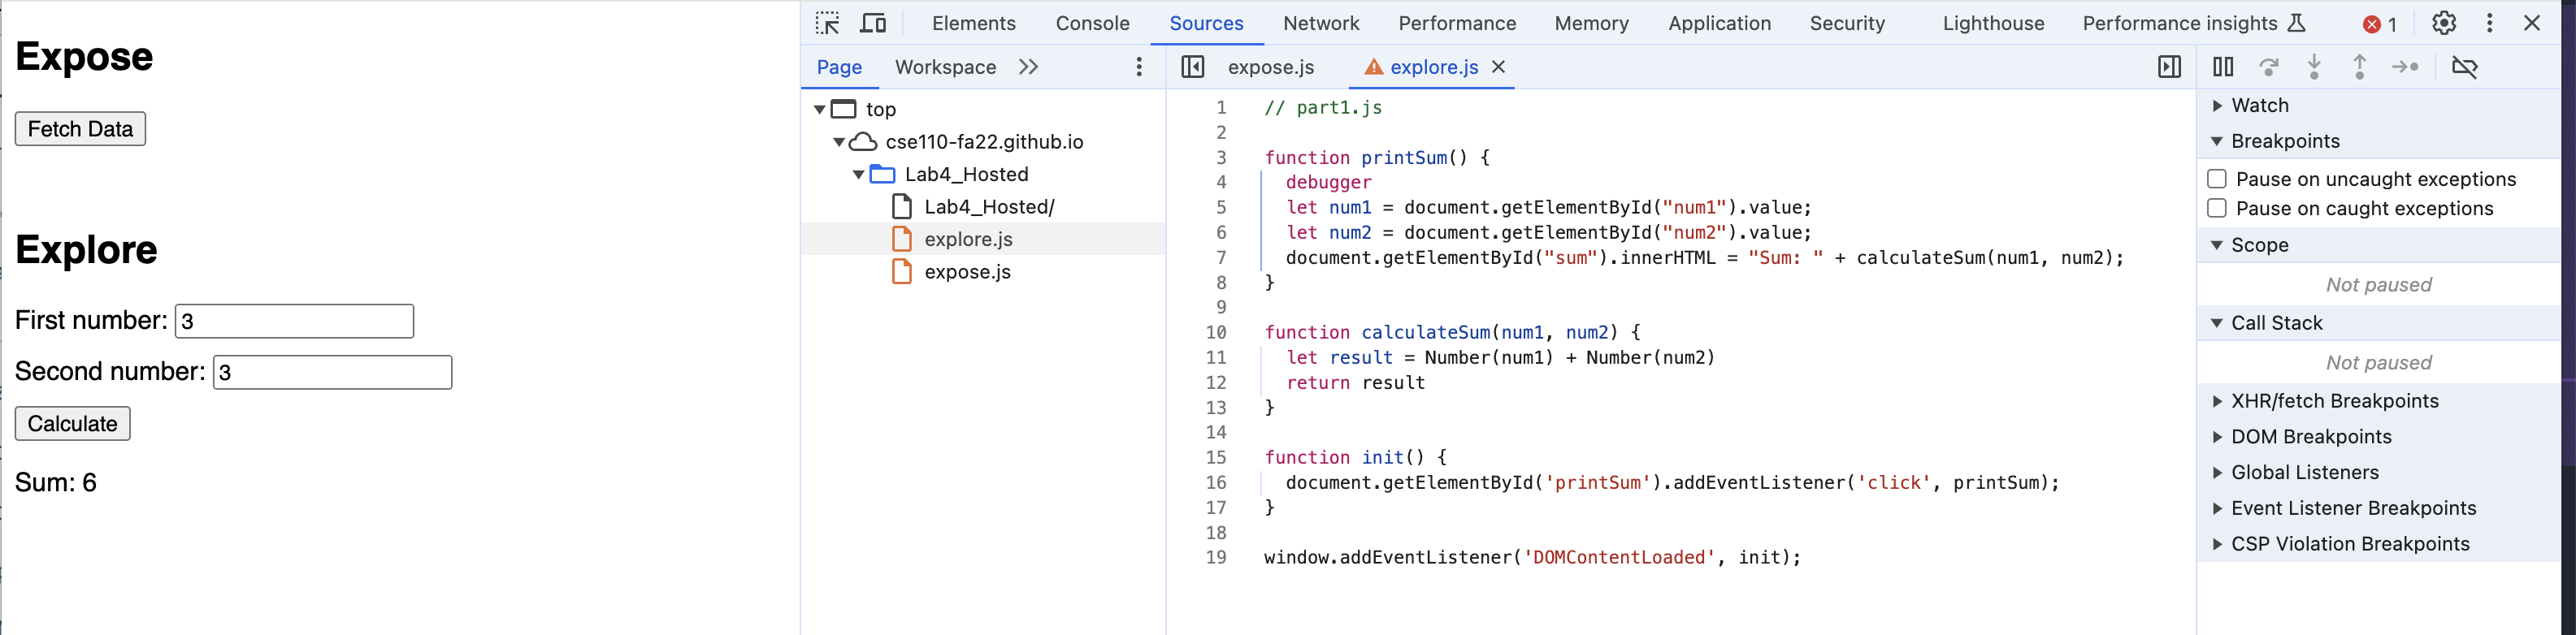 Expose
Fetch Data
Explore
First number: 3
Second number: 3
Calculate
Sum: 6
Elements Console Sources Network Performance Memory Application Security Lighthouse Performance insights 1
Page Workspace
top
cse110-fa22.github.io
Lab4_Hosted
Lab4_Hosted/
explore.js
expose.js
expose.js explore.js
1 // part1.js
2
3 function printSum() {
4 debugger
5 let num1 = document.getElementById("num1").value;
6 let num2 = document.getElementById("num2").value;
7 document.getElementById("sum").innerHTML = "Sum: " + calculateSum(num1, num2);
8 }
9
10 function calculateSum(num1, num2) {
11 let result = Number(num1) + Number(num2)
12 return result
13 }
14
15 function init() {
16 document.getElementById('printSum').addEventListener('click', printSum);
17 }
18
19 window.addEventListener('DOMContentLoaded', init);
Watch
Breakpoints
Pause on uncaught exceptions
Pause on caught exceptions
Scope
Not paused
Call Stack
Not paused
XHR/fetch Breakpoints
DOM Breakpoints
Global Listeners
Event Listener Breakpoints
CSP Violation Breakpoints